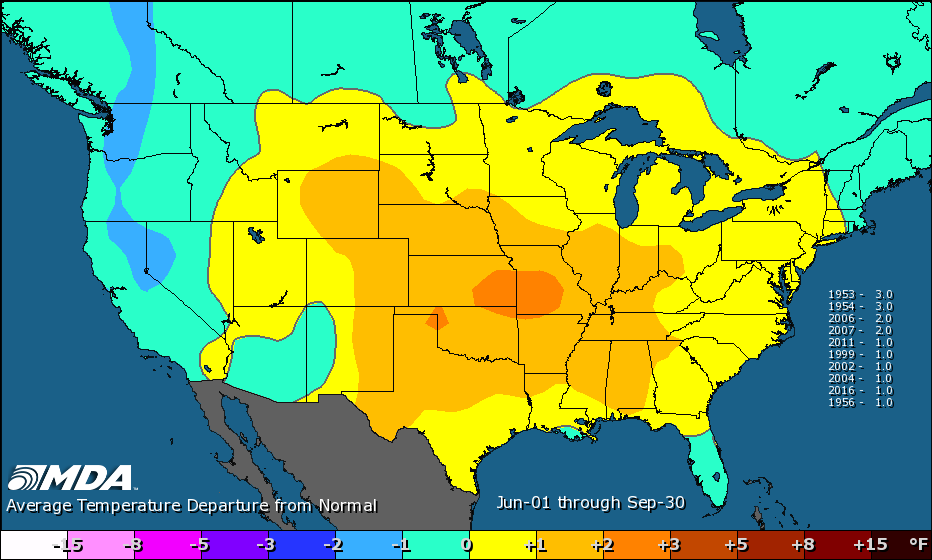 1953 - 3.0
1954 - 3.0
2006 - 2.0
2007 - 2.0
2011 - 1.0
1999 - 1.0
2002 - 1.0
2004 - 1.0
2016 - 1.0
1956 - 1.0
MDA
Average Temperature Departure from Normal
Jun-01 through Sep-30
-15 -8 -5 -3 -2 -1 0 +1 +2 +3 +5 +8 +15 °F